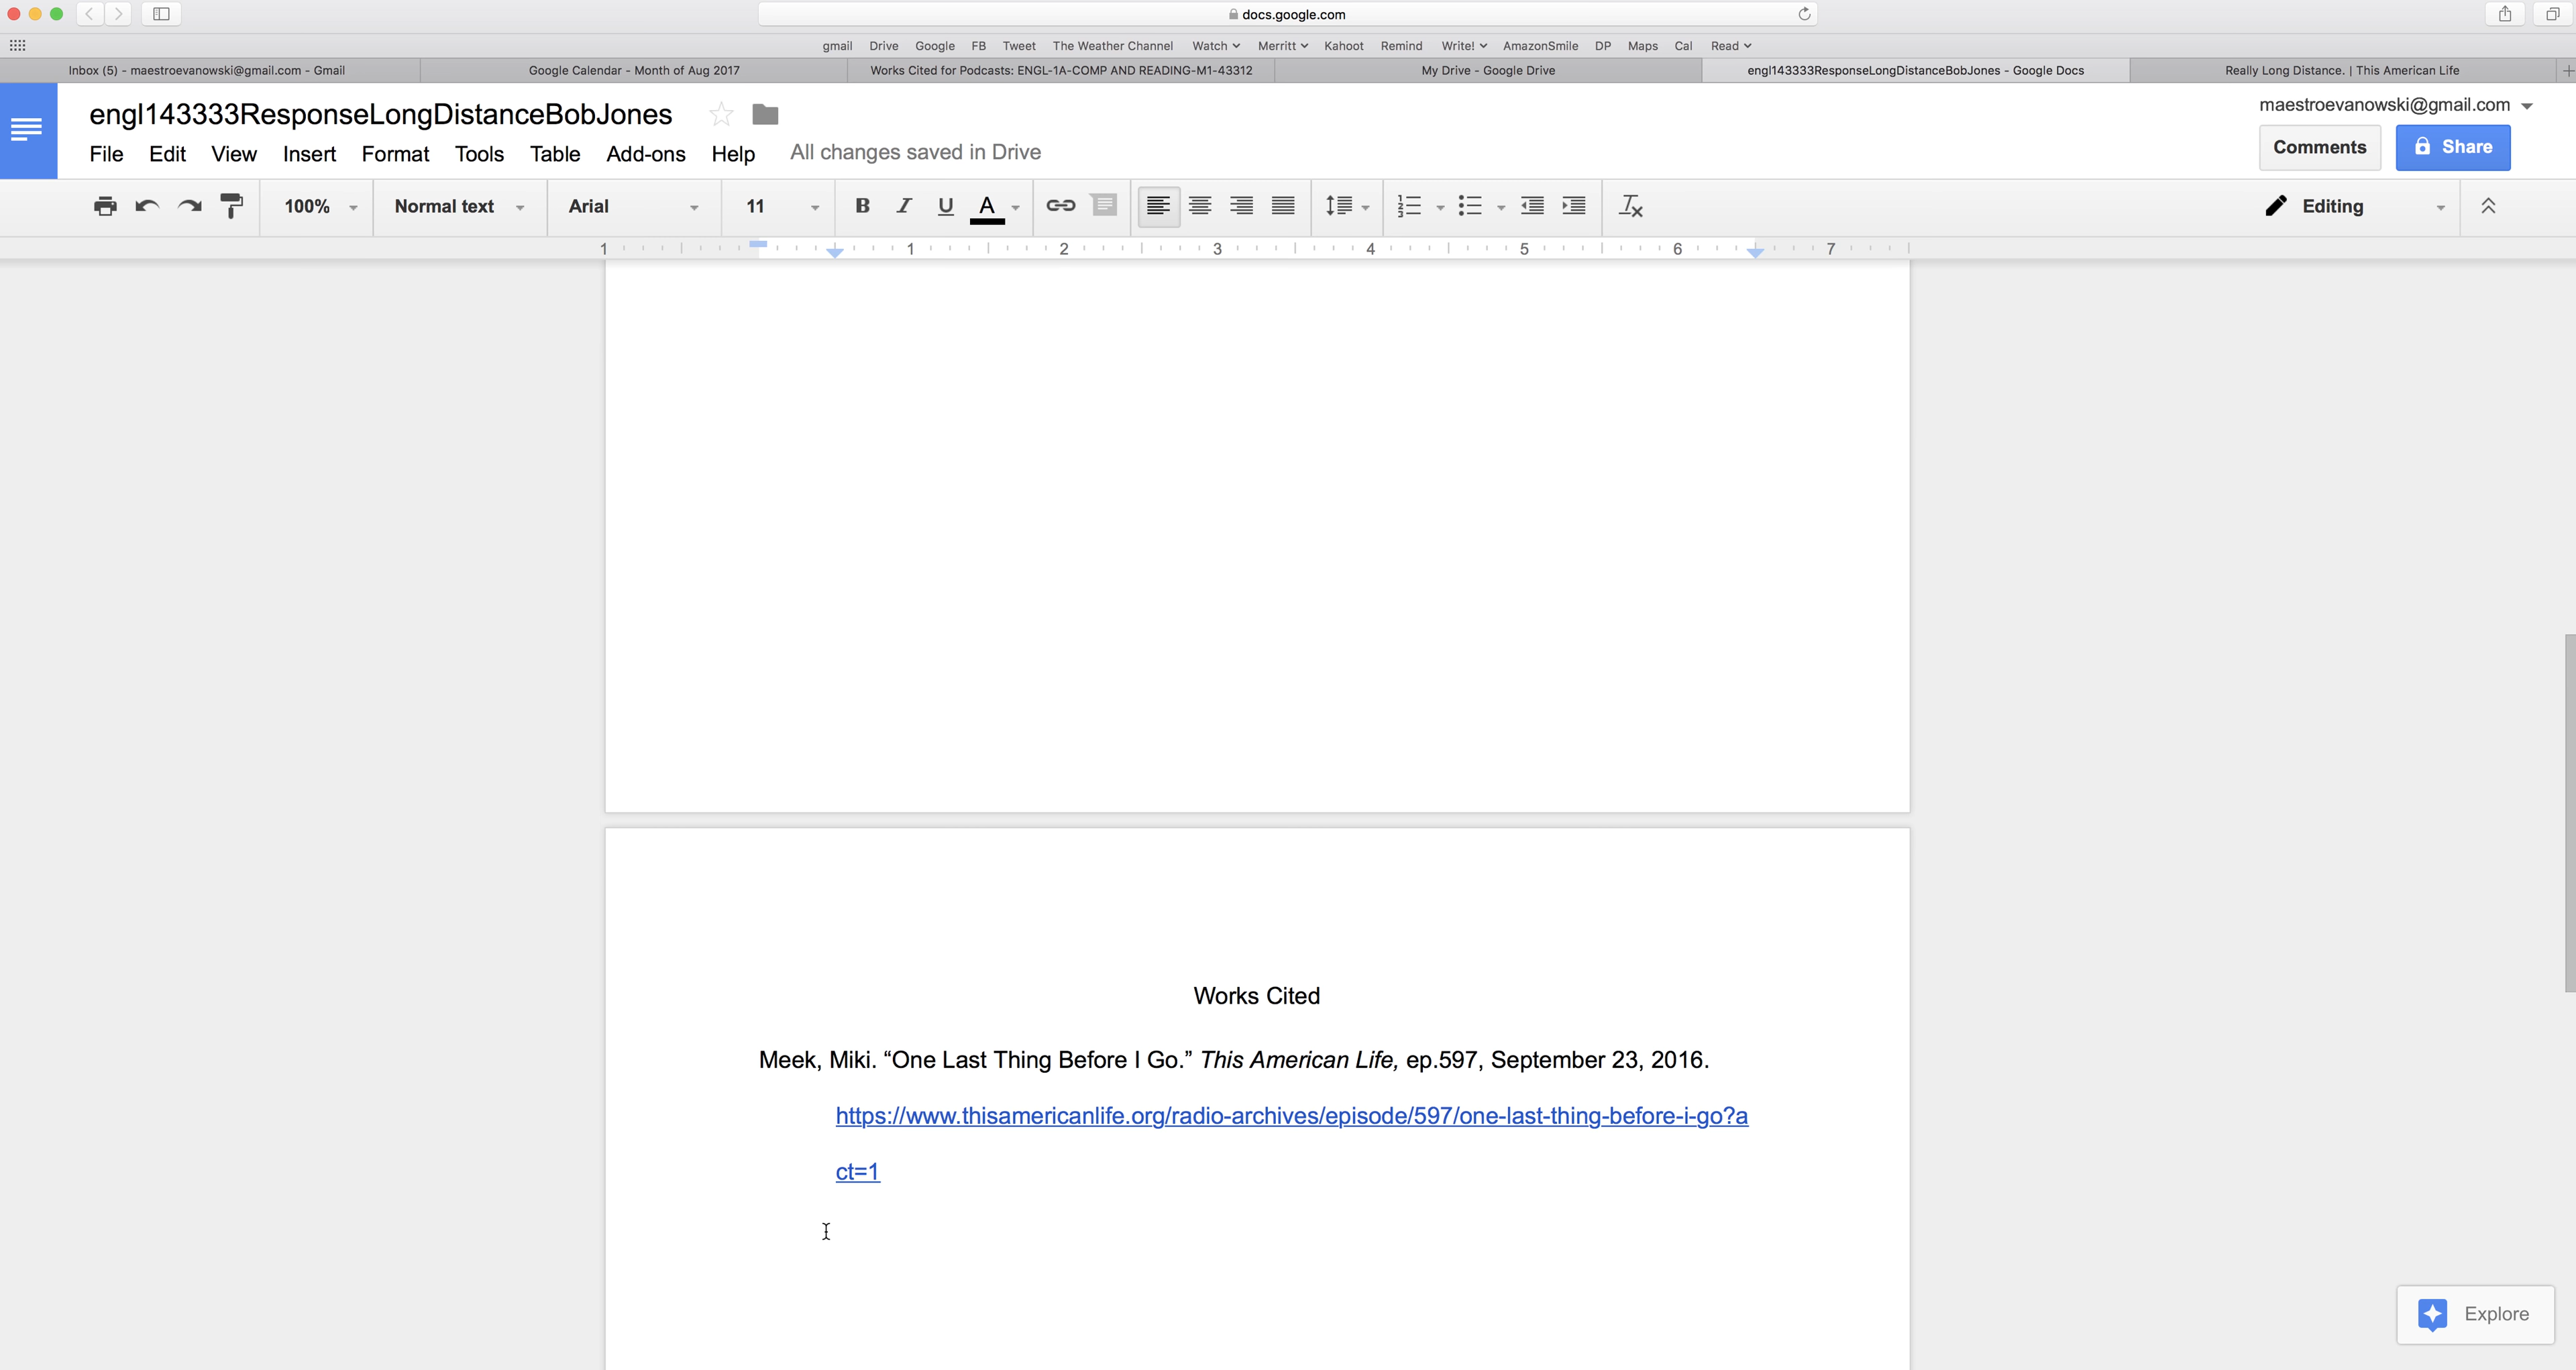 docs.google.com
gmail Drive Google FB Tweet The Weather Channel Watch Merritt Kahoot Remind Write! AmazonSmile DP Maps Cal Read
Inbox (5) - maestroevanowski@gmail.com - Gmail Google Calendar - Month of Aug 2017 Works Cited for Podcasts: ENGL-1A-COMP AND READING-M1-43312 My Drive - Google Drive engl143333ResponseLongDistanceBobJones - Google Docs Really Long Distance. | This American Life
engl143333ResponseLongDistanceBobJones
maestroevanowski@gmail.com
File Edit View Insert Format Tools Table Add-ons Help All changes saved in Drive
Comments Share
100% Normal text Arial 11 B I U A Editing
1 1 2 3 4 5 6 7
Works Cited
Meek, Miki. “One Last Thing Before I Go.” This American Life, ep.597, September 23, 2016.
https://www.thisamericanlife.org/radio-archives/episode/597/one-last-thing-before-i-go?a
ct=1
Explore